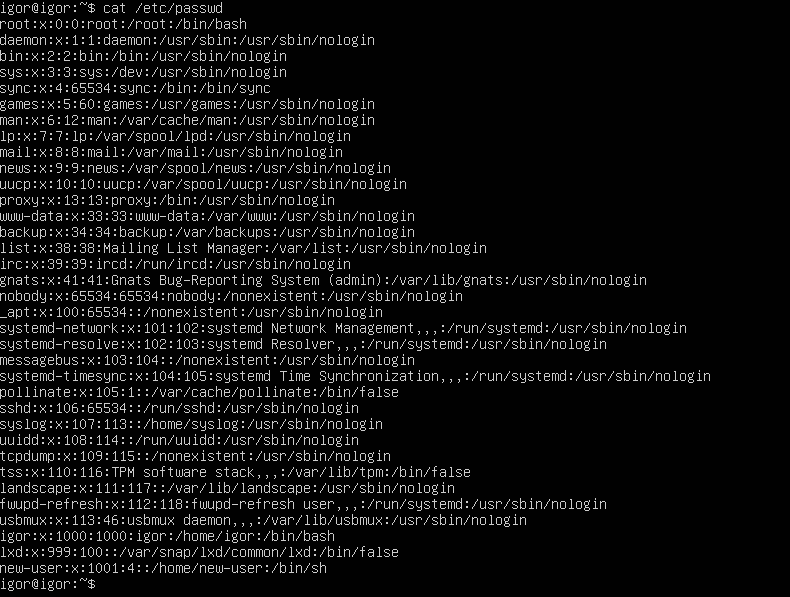 igor@igor:~$ cat /etc/passwd
root:x:0:0:root:/root:/bin/bash
daemon:x:1:1:daemon:/usr/sbin:/usr/sbin/nologin
bin:x:2:2:bin:/bin:/usr/sbin/nologin
sys:x:3:3:sys:/dev:/usr/sbin/nologin
sync:x:4:65534:sync:/bin:/bin/sync
games:x:5:60:games:/usr/games:/usr/sbin/nologin
man:x:6:12:man:/var/cache/man:/usr/sbin/nologin
lp:x:7:7:lp:/var/spool/lpd:/usr/sbin/nologin
mail:x:8:8:mail:/var/mail:/usr/sbin/nologin
news:x:9:9:news:/var/spool/news:/usr/sbin/nologin
uucp:x:10:10:uucp:/var/spool/uucp:/usr/sbin/nologin
proxy:x:13:13:proxy:/bin:/usr/sbin/nologin
www-data:x:33:33:www-data:/var/www:/usr/sbin/nologin
backup:x:34:34:backup:/var/backups:/usr/sbin/nologin
list:x:38:38:Mailing List Manager:/var/list:/usr/sbin/nologin
irc:x:39:39:ircd:/run/ircd:/usr/sbin/nologin
gnats:x:41:41:Gnats Bug-Reporting System (admin):/var/lib/gnats:/usr/sbin/nologin
nobody:x:65534:65534:nobody:/nonexistent:/usr/sbin/nologin
_apt:x:100:65534::/nonexistent:/usr/sbin/nologin
systemd-network:x:101:102:systemd Network Management,,,:/run/systemd:/usr/sbin/nologin
systemd-resolve:x:102:103:systemd Resolver,,,:/run/systemd:/usr/sbin/nologin
messagebus:x:103:104::/nonexistent:/usr/sbin/nologin
systemd-timesync:x:104:105:systemd Time Synchronization,,,:/run/systemd:/usr/sbin/nologin
pollinate:x:105:1::/var/cache/pollinate:/bin/false
sshd:x:106:65534::/run/sshd:/usr/sbin/nologin
syslog:x:107:113::/home/syslog:/usr/sbin/nologin
uuidd:x:108:114::/run/uuidd:/usr/sbin/nologin
tcpdump:x:109:115::/nonexistent:/usr/sbin/nologin
tss:x:110:116:TPM software stack,,,:/var/lib/tpm:/bin/false
landscape:x:111:117::/var/lib/landscape:/usr/sbin/nologin
fwupd-refresh:x:112:118:fwupd-refresh user,,,:/run/systemd:/usr/sbin/nologin
usbmux:x:113:46:usbmux daemon,,,:/var/lib/usbmux:/usr/sbin/nologin
igor:x:1000:1000:igor:/home/igor:/bin/bash
lxd:x:999:100::/var/snap/lxd/common/lxd:/bin/false
new-user:x:1001:4::/home/new-user:/bin/sh
igor@igor:~$